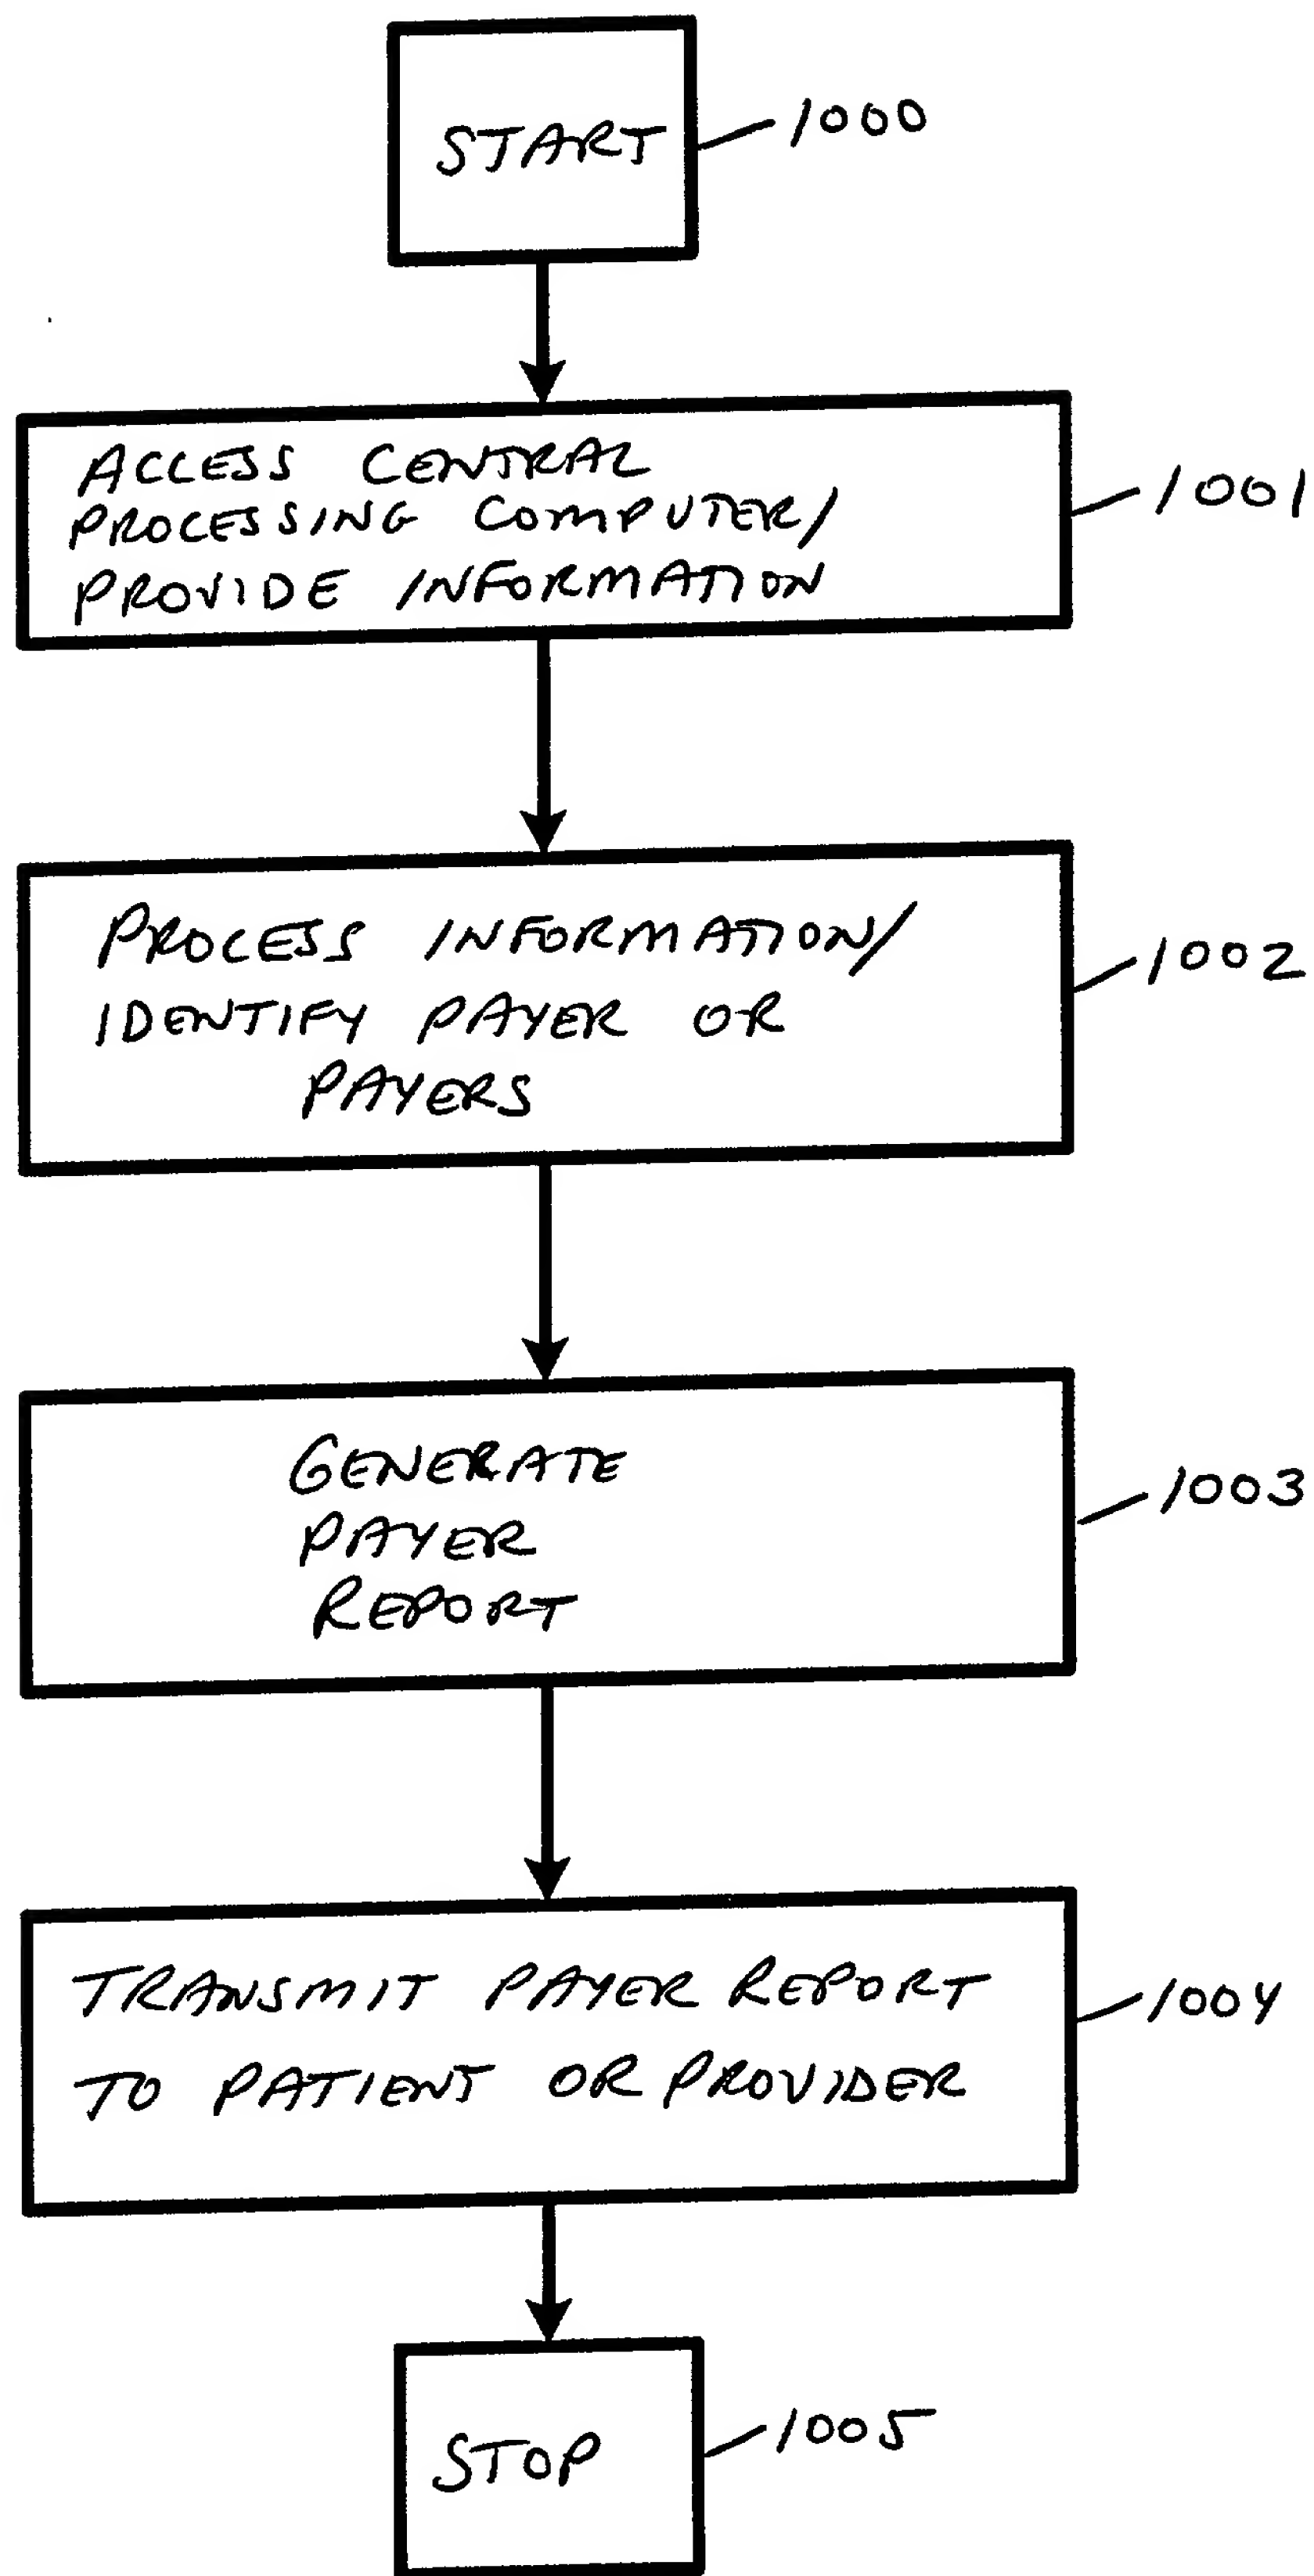 START
1000
ACCESS CENTRAL
PROCESSING COMPUTER/
PROVIDE INFORMATION
1001
PROCESS INFORMATION/
IDENTIFY PAYER OR
PAYERS
1002
GENERATE
PAYER
REPORT
1003
TRANSMIT PAYER REPORT
TO PATIENT OR PROVIDER
1004
STOP
1005